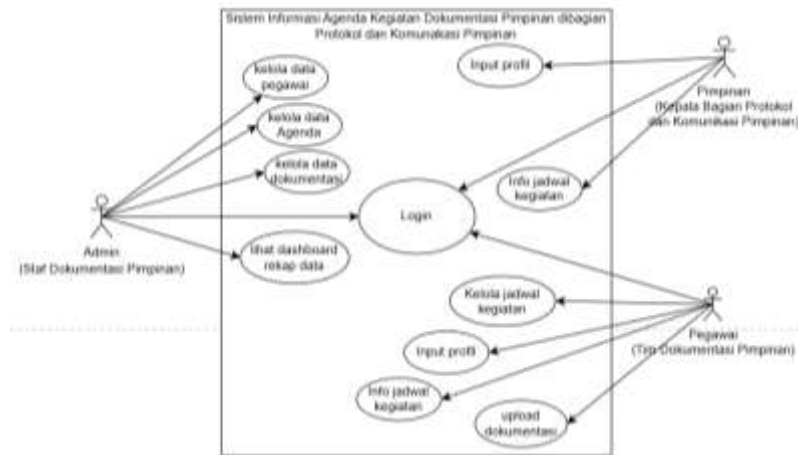 Sistem Informasi Agenda Kegiatan Dokumentasi Pimpinan dibagian
Protokol dan Komunakasi Pimpinan
kelola data
pegawai
kelola data
Agenda
kelola data
dokumentasi
lihat dashboard
rekap data
Login
Input profil
Info jadwal
kegiatan
Kelola jadwal
kegiatan
Input profil
Info jadwal
kegiatan
upload
dokumentasi
Admin
(Staf Dokumentasi Pimpinan)
Pimpinan
(Kepala Bagian Protokol
dan Komunikasi Pimpinan)
Pegawai
(Tim Dokumentasi Pimpinan)